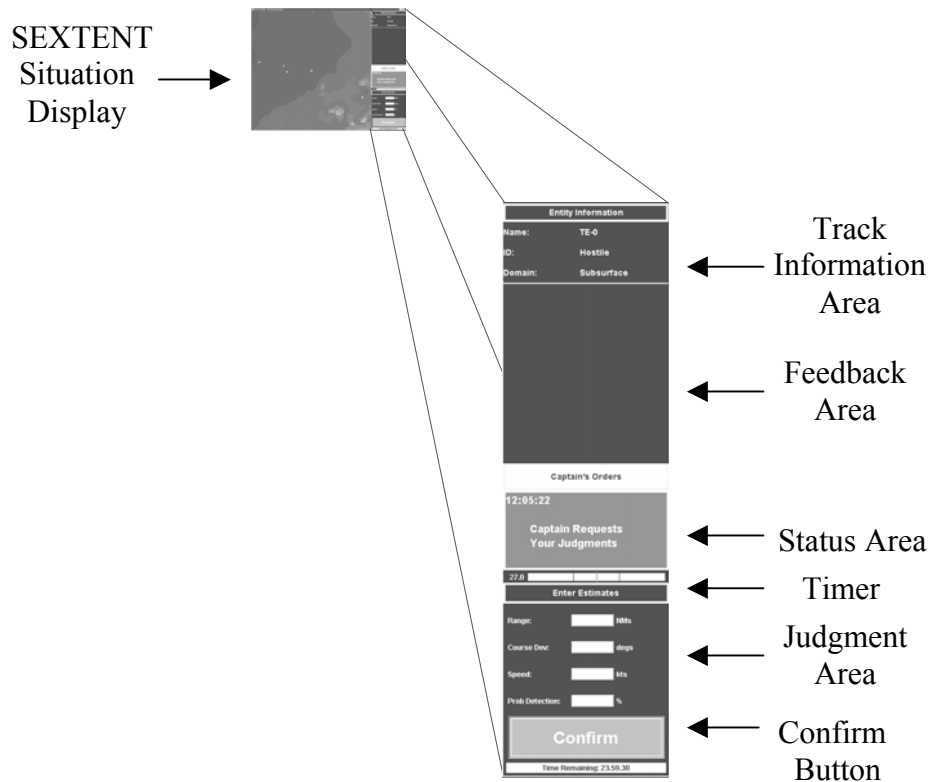 SEXTENT
Situation
Display
Entity Information
Name: TE-0
ID: Hostile
Domain: Subsurface
Track
Information
Area
Feedback
Area
Captain's Orders
12:05:22
Captain Requests
Your Judgments
Status Area
27.0
Timer
Enter Estimates
Range: NMs
Course Dev: degs
Speed: kts
Prob Detection: %
Judgment
Area
Confirm
Confirm
Button
Time Remaining: 23.59.30